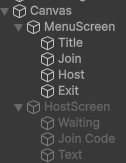 Canvas
MenuScreen
Title
Join
Host
Exit
HostScreen
Waiting
Join Code
Text